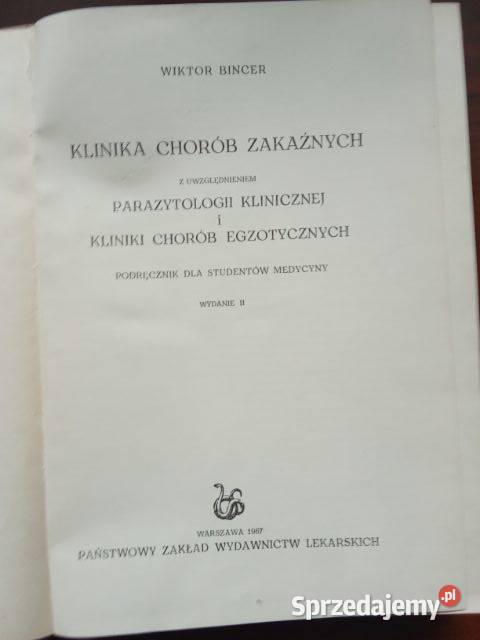 WIKTOR BINCER
KLINIKA CHORÓB ZAKAŹNYCH
Z UWZGLĘDNIENIEM
PARAZYTOLOGII KLINICZNEJ
i
KLINIKI CHORÓB EGZOTYCZNYCH
PODRĘCZNIK DLA STUDENTÓW MEDYCYNY
WYDANIE II
WARSZAWA 1967
PAŃSTWOWY ZAKŁAD WYDAWNICTW LEKARSKICH
Sprzedajemy.pl